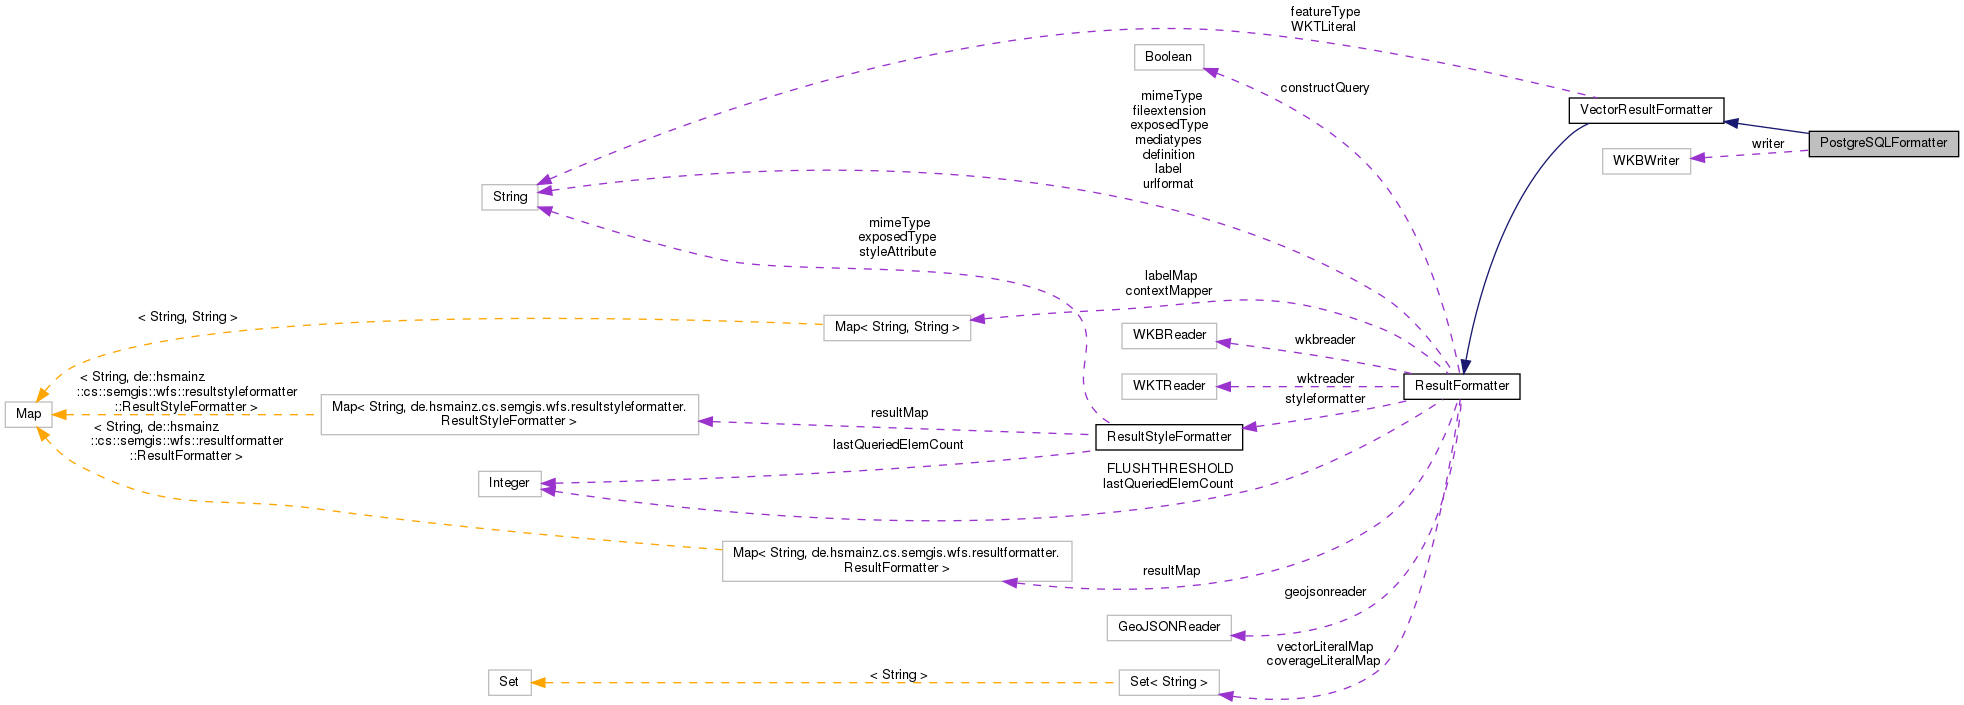 featureType
WKTLiteral
Boolean
constructQuery
mimeType
fileextension
exposedType
mediatypes
definition
label
urlformat
VectorResultFormatter
PostgreSQLFormatter
writer
WKBWriter
String
mimeType
exposedType
styleAttribute
labelMap
contextMapper
< String, String >
Map< String, String >
WKBReader
wkbreader
WKTReader
wktreader
ResultFormatter
styleformatter
< String, de::hsmainz
::cs::semgis::wfs::resultstyleformatter
::ResultStyleFormatter >
Map
< String, de::hsmainz
::cs::semgis::wfs::resultformatter
::ResultFormatter >
Map< String, de.hsmainz.cs.semgis.wfs.resultstyleformatter.
ResultStyleFormatter >
resultMap
ResultStyleFormatter
lastQueriedElemCount
Integer
FLUSHTHRESHOLD
lastQueriedElemCount
Map< String, de.hsmainz.cs.semgis.wfs.resultformatter.
ResultFormatter >
resultMap
geojsonreader
GeoJSONReader
vectorLiteralMap
coverageLiteralMap
Set
< String >
Set< String >